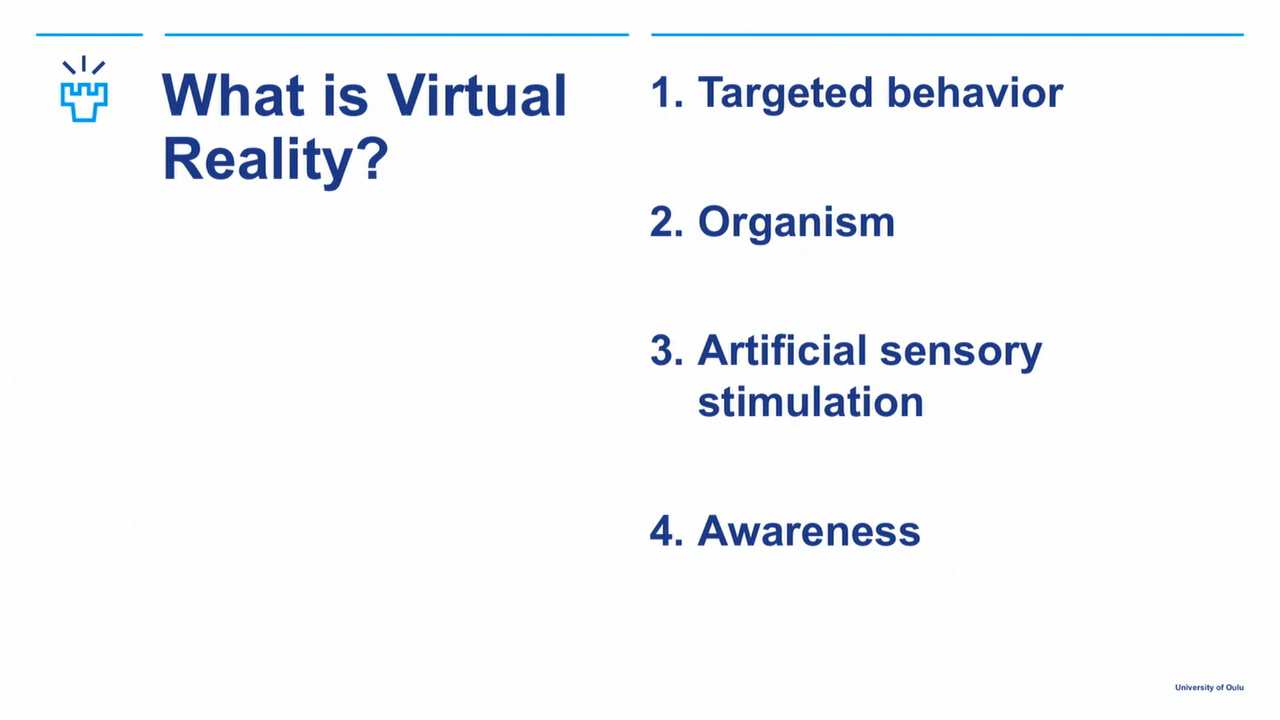 What is Virtual
Reality?
1. Targeted behavior
2. Organism
3. Artificial sensory
stimulation
4. Awareness
University of Oulu